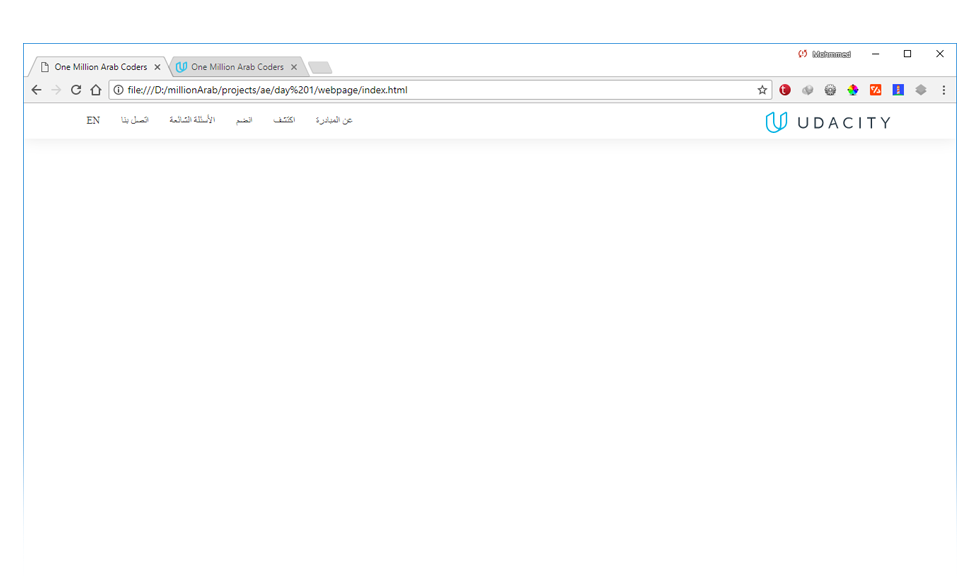 Mohmmed
One Million Arab Coders
One Million Arab Coders
file:///D:/millionArab/projects/ae/day%201/webpage/index.html
UDACITY
عن المبادرة
اكتشف
انضم
الأسئلة الشائعة
اتصل بنا
EN